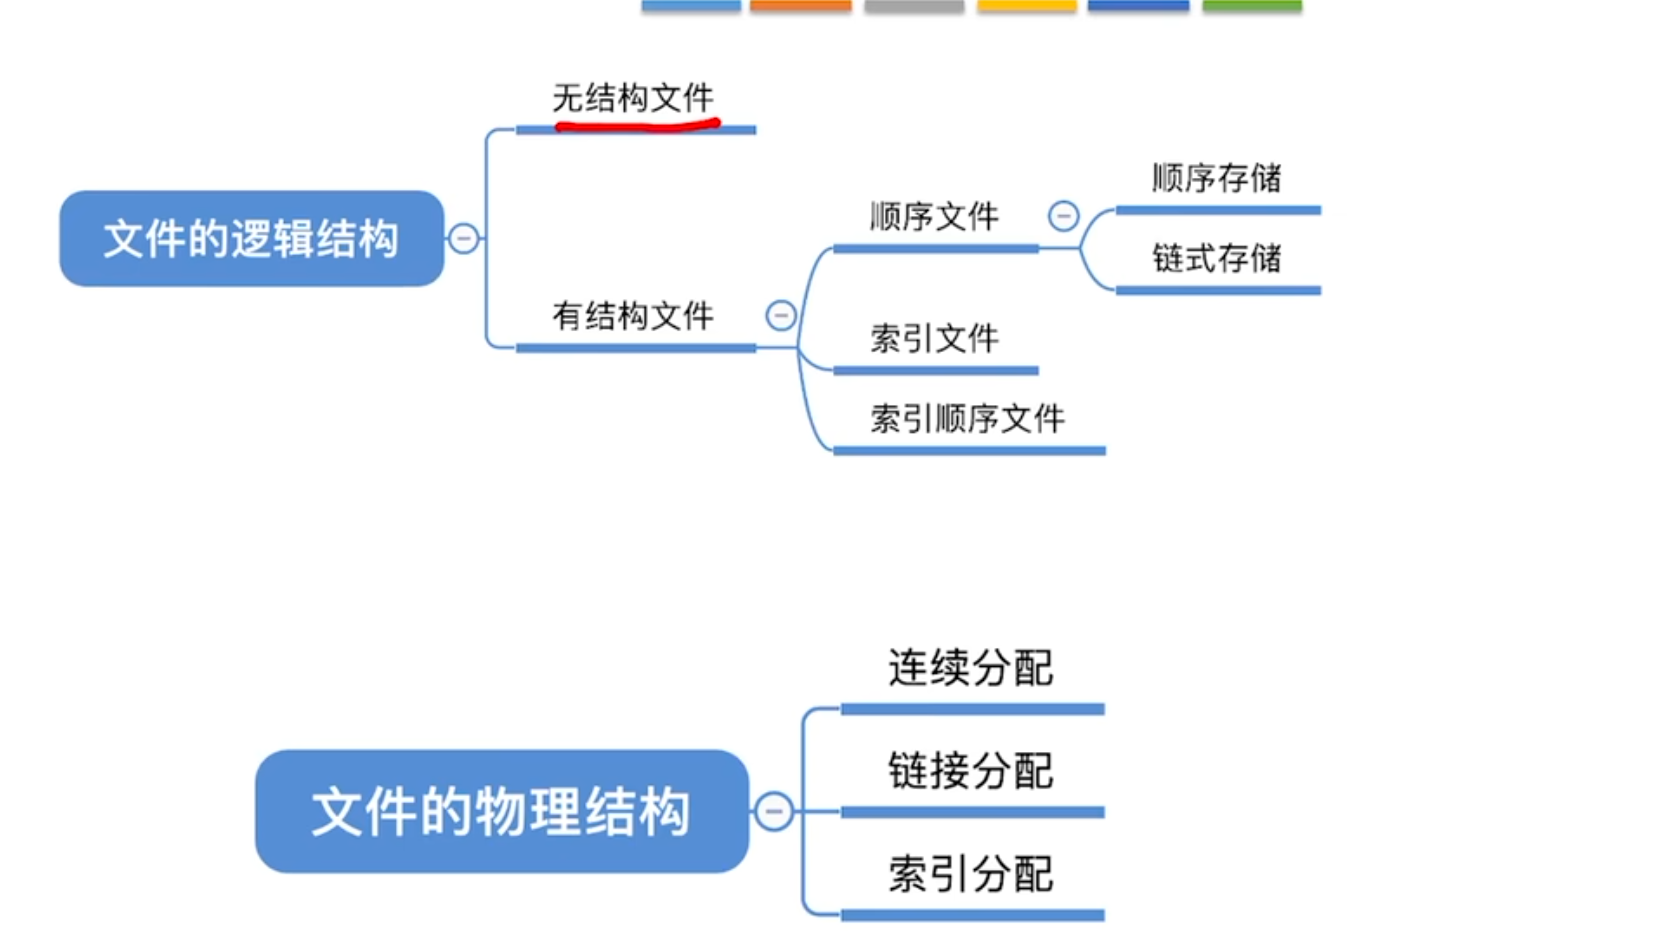 无结构文件
顺序存储
顺序文件
文件的逻辑结构
链式存储
有结构文件
索引文件
索引顺序文件
连续分配
链接分配
文件的物理结构
索引分配